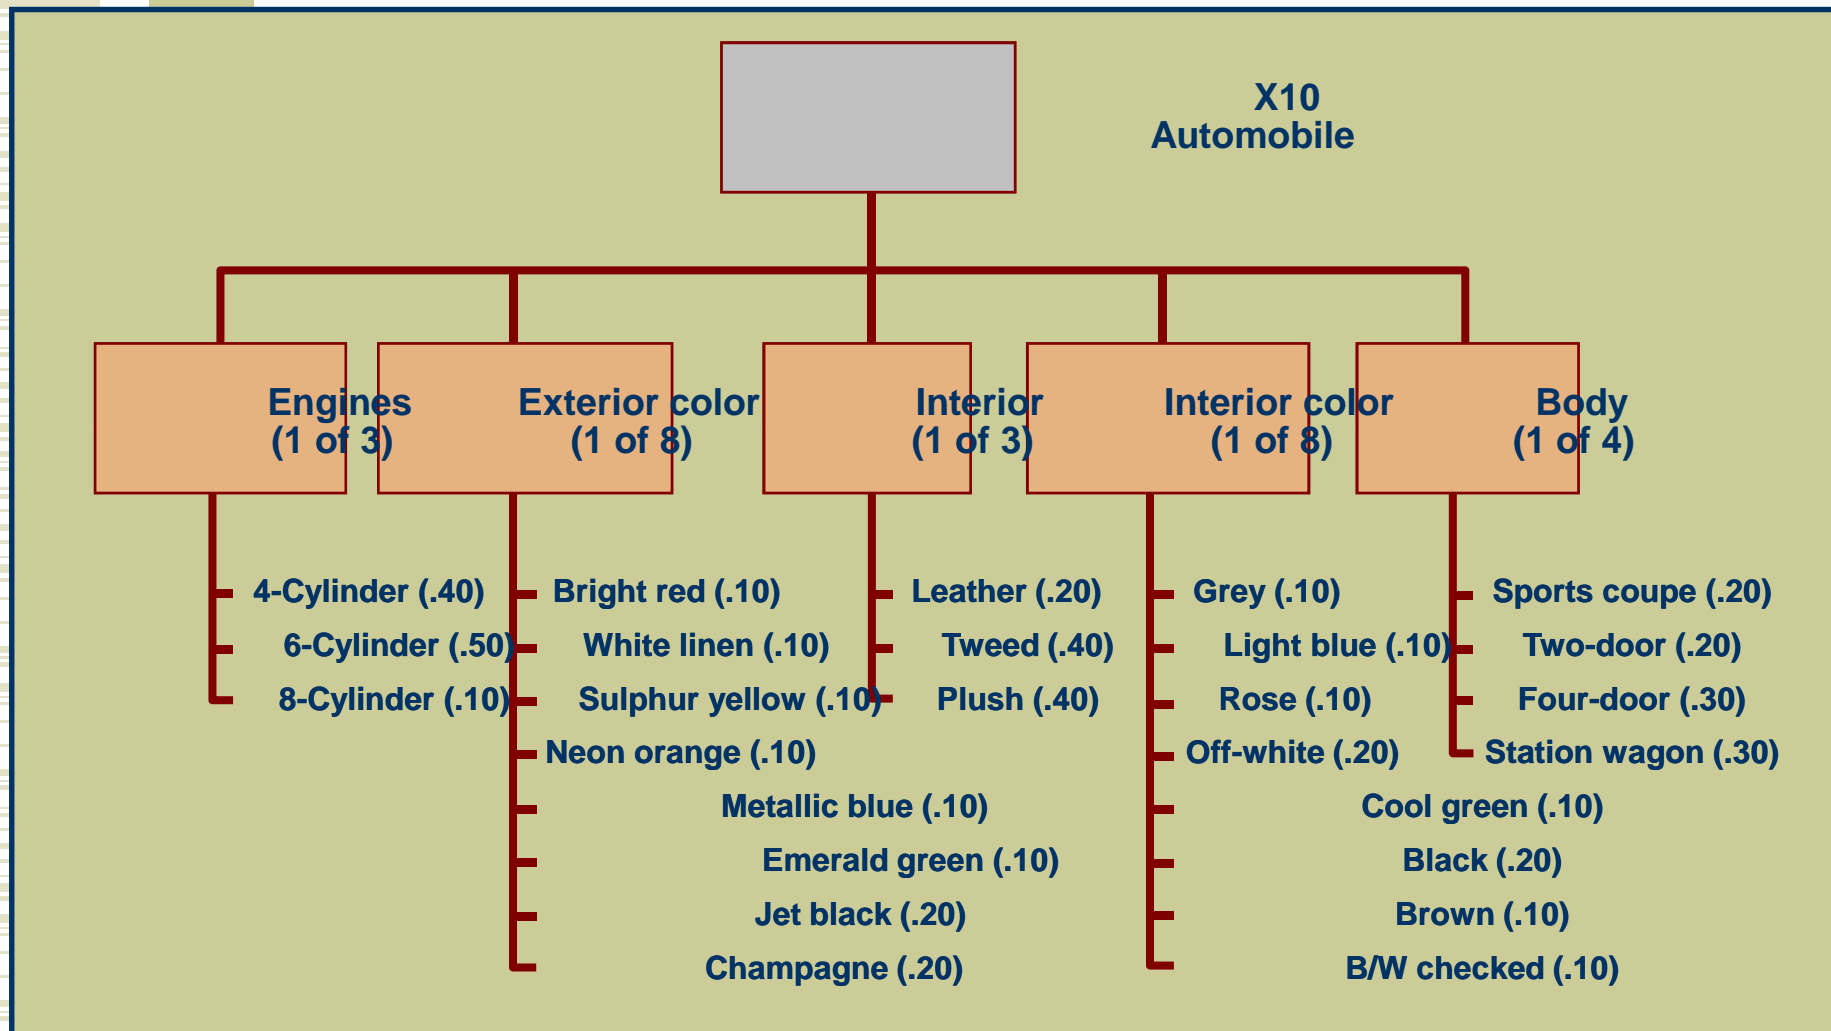 X10
Automobile
Engines
(1 of 3)
Exterior color
(1 of 8)
Interior
(1 of 3)
Interior color
(1 of 8)
Body
(1 of 4)
4-Cylinder (.40)
6-Cylinder (.50)
8-Cylinder (.10)
Bright red (.10)
White linen (.10)
Sulphur yellow (.10)
Neon orange (.10)
Metallic blue (.10)
Emerald green (.10)
Jet black (.20)
Champagne (.20)
Leather (.20)
Tweed (.40)
Plush (.40)
Grey (.10)
Light blue (.10)
Rose (.10)
Off-white (.20)
Cool green (.10)
Black (.20)
Brown (.10)
B/W checked (.10)
Sports coupe (.20)
Two-door (.20)
Four-door (.30)
Station wagon (.30)